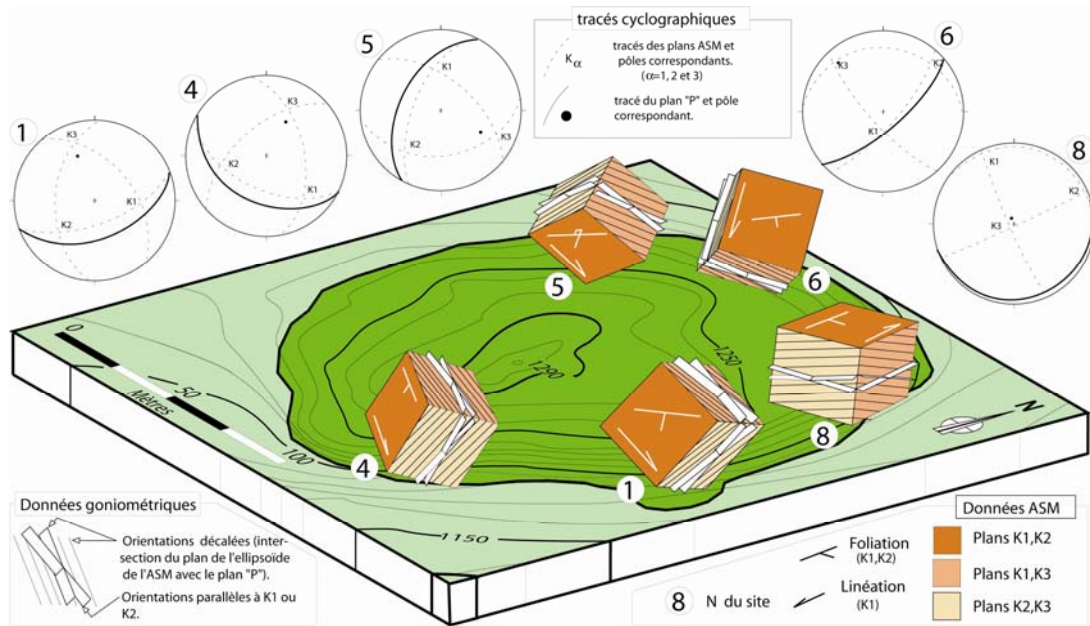 tracés cyclographiques
Kα
tracés des plans ASM et
pôles correspondants.
(α=1, 2 et 3)
tracé du plan "P" et pôle
correspondant.
1
K3
K1
K2
4
K3
K2
K1
5
K1
K2
K3
6
K3
K2
K1
8
K1
K2
K3
5
6
8
4
1
1290
1250
1150
0
50
100
Mètres
N
Données goniométriques
Orientations décalées (inter-
section du plan de l'ellipsoïde
de l'ASM avec le plan "P").
Orientations parallèles à K1 ou
K2.
Foliation
(K1,K2)
8 N du site
Linéation
(K1)
Données ASM
Plans K1,K2
Plans K1,K3
Plans K2,K3